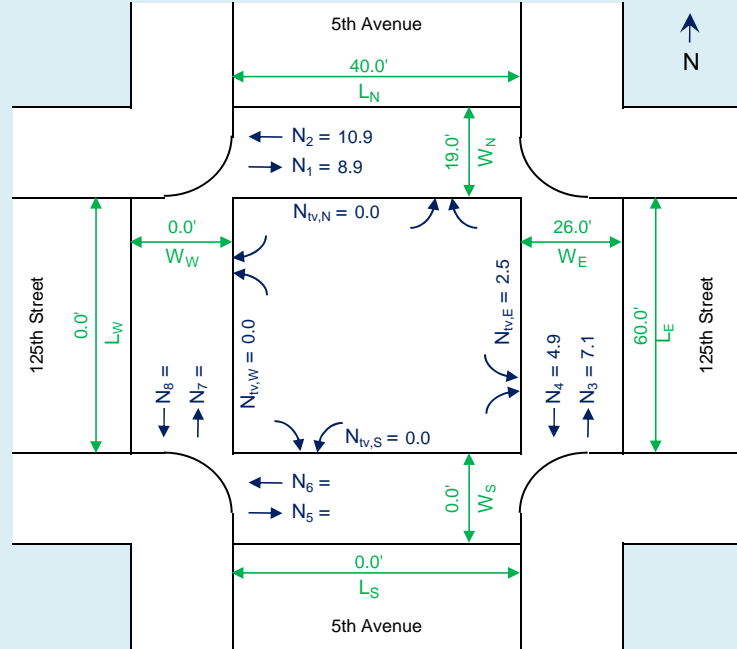 5th Avenue
N
40.0'
L_N
N_2 = 10.9
N_1 = 8.9
19.0'
W_N
N_tv,N = 0.0
0.0'
W_W
26.0'
W_E
125th Street
0.0'
L_W
N_8 =
N_7 =
N_tv,W = 0.0
N_tv,E = 2.5
N_4 = 4.9
N_3 = 7.1
60.0'
L_E
125th Street
N_tv,S = 0.0
N_6 =
N_5 =
0.0'
W_S
0.0'
L_S
5th Avenue